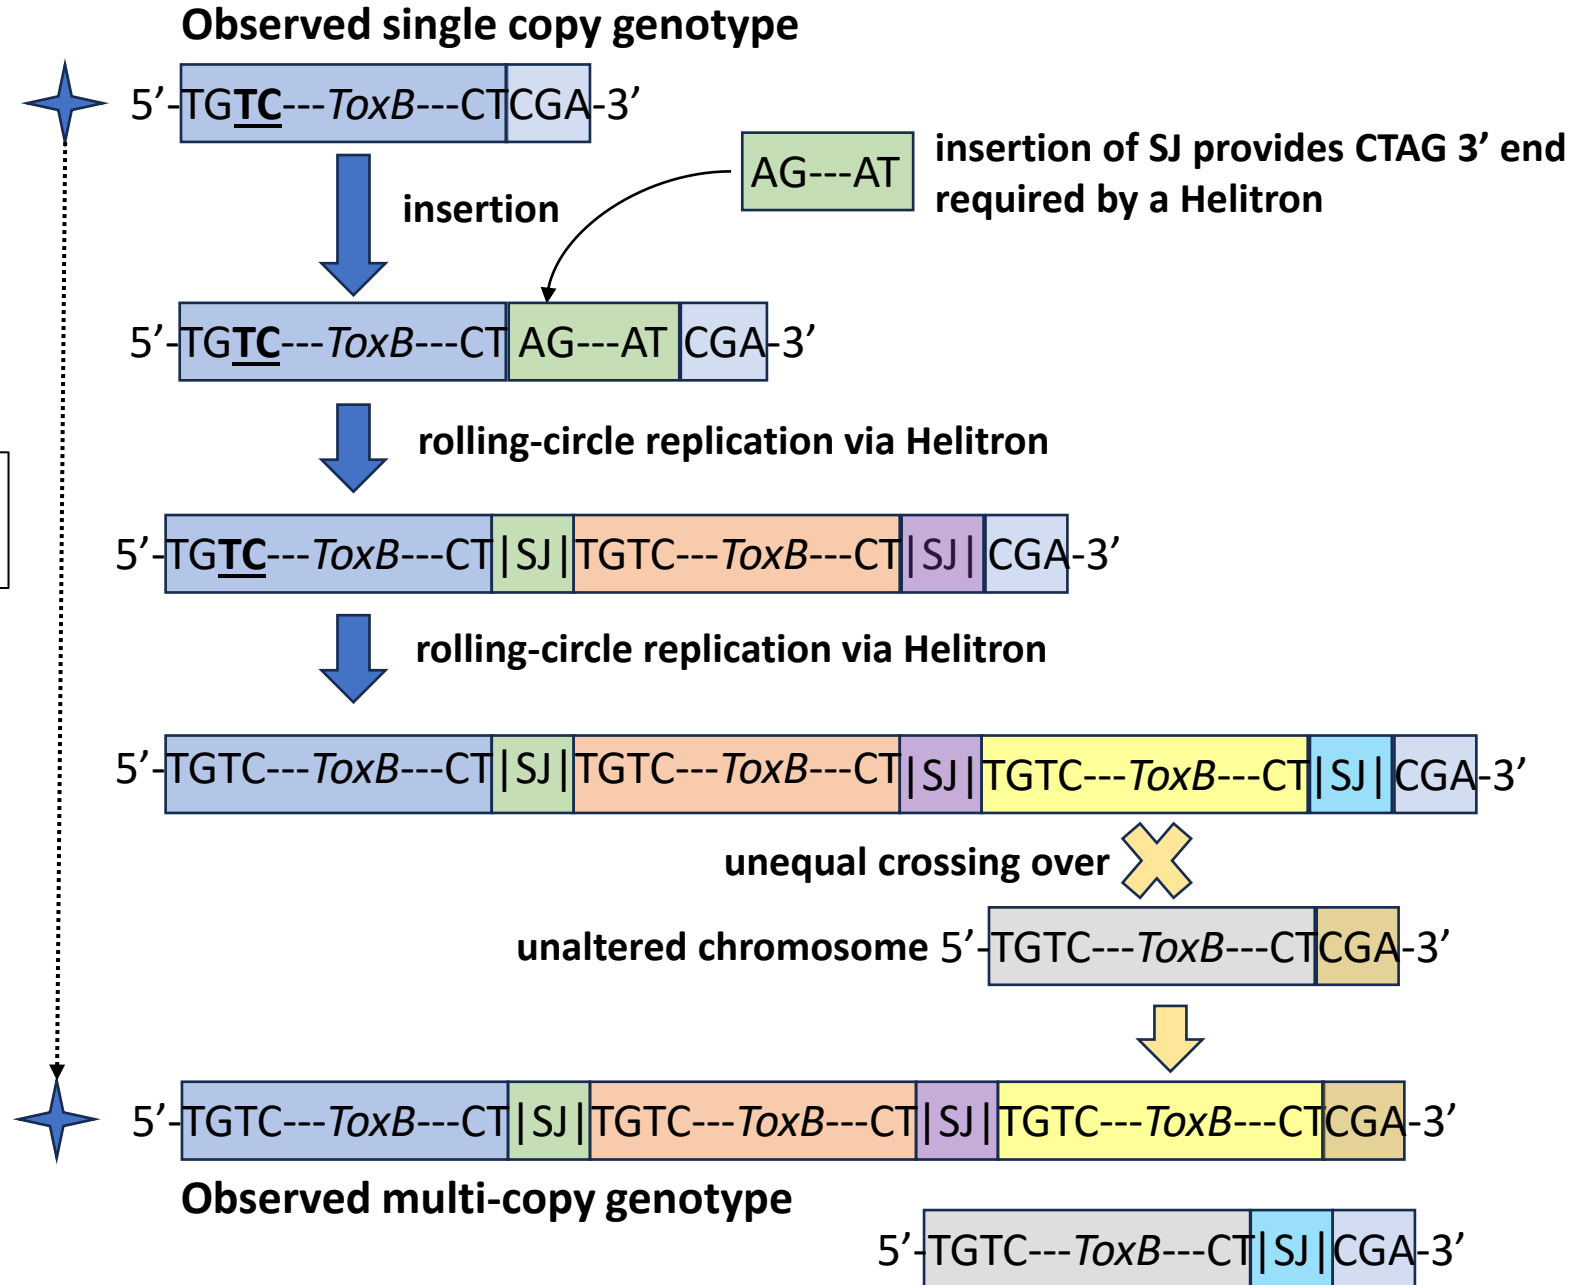 Observed single copy genotype
5’-TGTC---ToxB---CTCGA-3’
AG---AT
insertion of SJ provides CTAG 3’ end
required by a Helitron
insertion
5’-TGTC---ToxB---CTAG---ATCGA-3’
rolling-circle replication via Helitron
5’-TGTC---ToxB---CT|SJ|TGTC---ToxB---CT|SJ|CGA-3’
rolling-circle replication via Helitron
5’-TGTC---ToxB---CT|SJ|TGTC---ToxB---CT|SJ|TGTC---ToxB---CT|SJ|CGA-3’
unequal crossing over
unaltered chromosome 5’-TGTC---ToxB---CTCGA-3’
5’-TGTC---ToxB---CT|SJ|TGTC---ToxB---CT|SJ|TGTC---ToxB---CTCGA-3’
Observed multi-copy genotype
5’-TGTC---ToxB---CT|SJ|CGA-3’